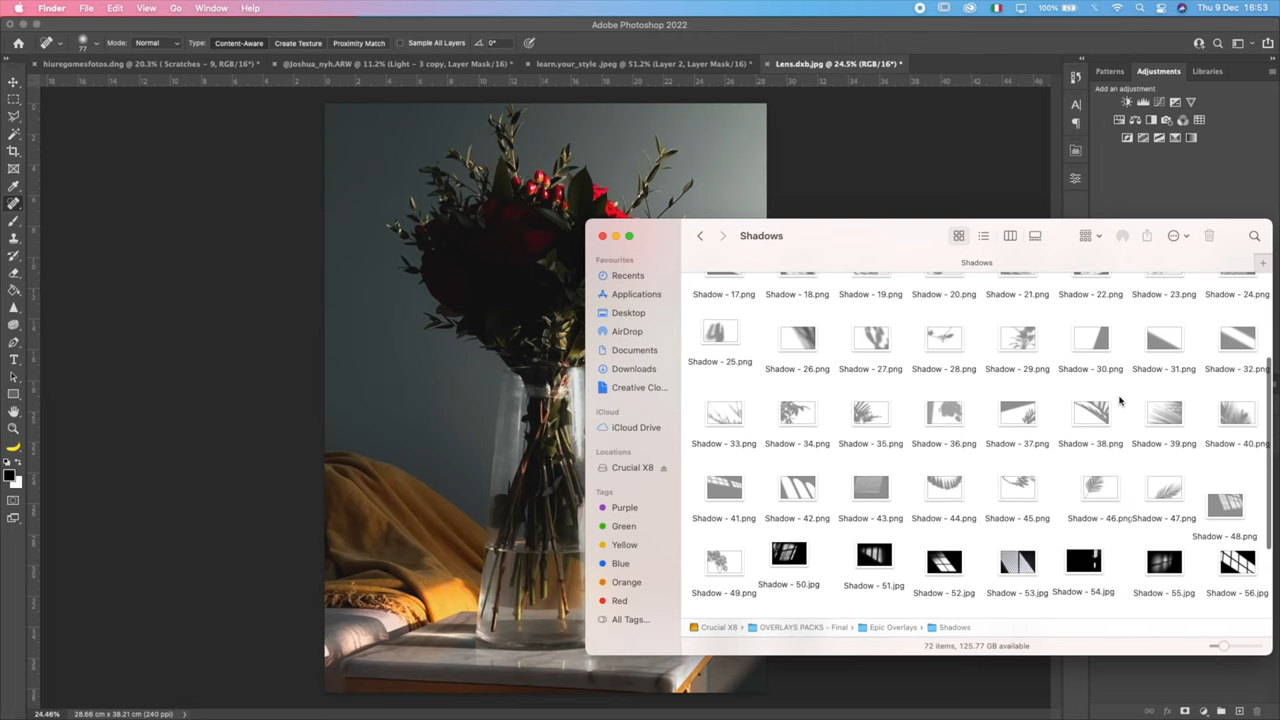 Photoshop File Edit View Go Window Help 100% Thu 9 Dec 16:53
Adobe Photoshop 2022
77 Mode: Normal Type: Content-Aware Create Texture Proximity Match Sample All Layers 0°
hiuregomesfotos.dng @ 20.3% ( Scratches - 9, RGB/16*) * @Joshua_nyh.ARW @ 11.2% (Light - 3 copy, Layer Mask/16) * learn.your_style .jpeg @ 51.2% (Layer 2, Layer Mask/16) * Lens.dxb.jpg @ 24.5% (RGB/16*) *
Patterns Adjustments Libraries
Add an adjustment
Shadows
Shadows
Favourites
Recents
Applications
Desktop
AirDrop
Documents
Downloads
Creative Clo...
iCloud
iCloud Drive
Locations
Crucial X8
Tags
Purple
Green
Yellow
Blue
Orange
Red
All Tags...
Shadow - 17.png Shadow - 18.png Shadow - 19.png Shadow - 20.png Shadow - 21.png Shadow - 22.png Shadow - 23.png Shadow - 24.png
Shadow - 25.png Shadow - 26.png Shadow - 27.png Shadow - 28.png Shadow - 29.png Shadow - 30.png Shadow - 31.png Shadow - 32.png
Shadow - 33.png Shadow - 34.png Shadow - 35.png Shadow - 36.png Shadow - 37.png Shadow - 38.png Shadow - 39.png Shadow - 40.png
Shadow - 41.png Shadow - 42.png Shadow - 43.png Shadow - 44.png Shadow - 45.png Shadow - 46.png Shadow - 47.png Shadow - 48.png
Shadow - 49.png Shadow - 50.jpg Shadow - 51.jpg Shadow - 52.jpg Shadow - 53.jpg Shadow - 54.jpg Shadow - 55.jpg Shadow - 56.jpg
Crucial X8 OVERLAYS PACKS - Final Epic Overlays Shadows
72 items, 125.77 GB available
24.46% 28.66 cm x 38.21 cm (240 ppi)